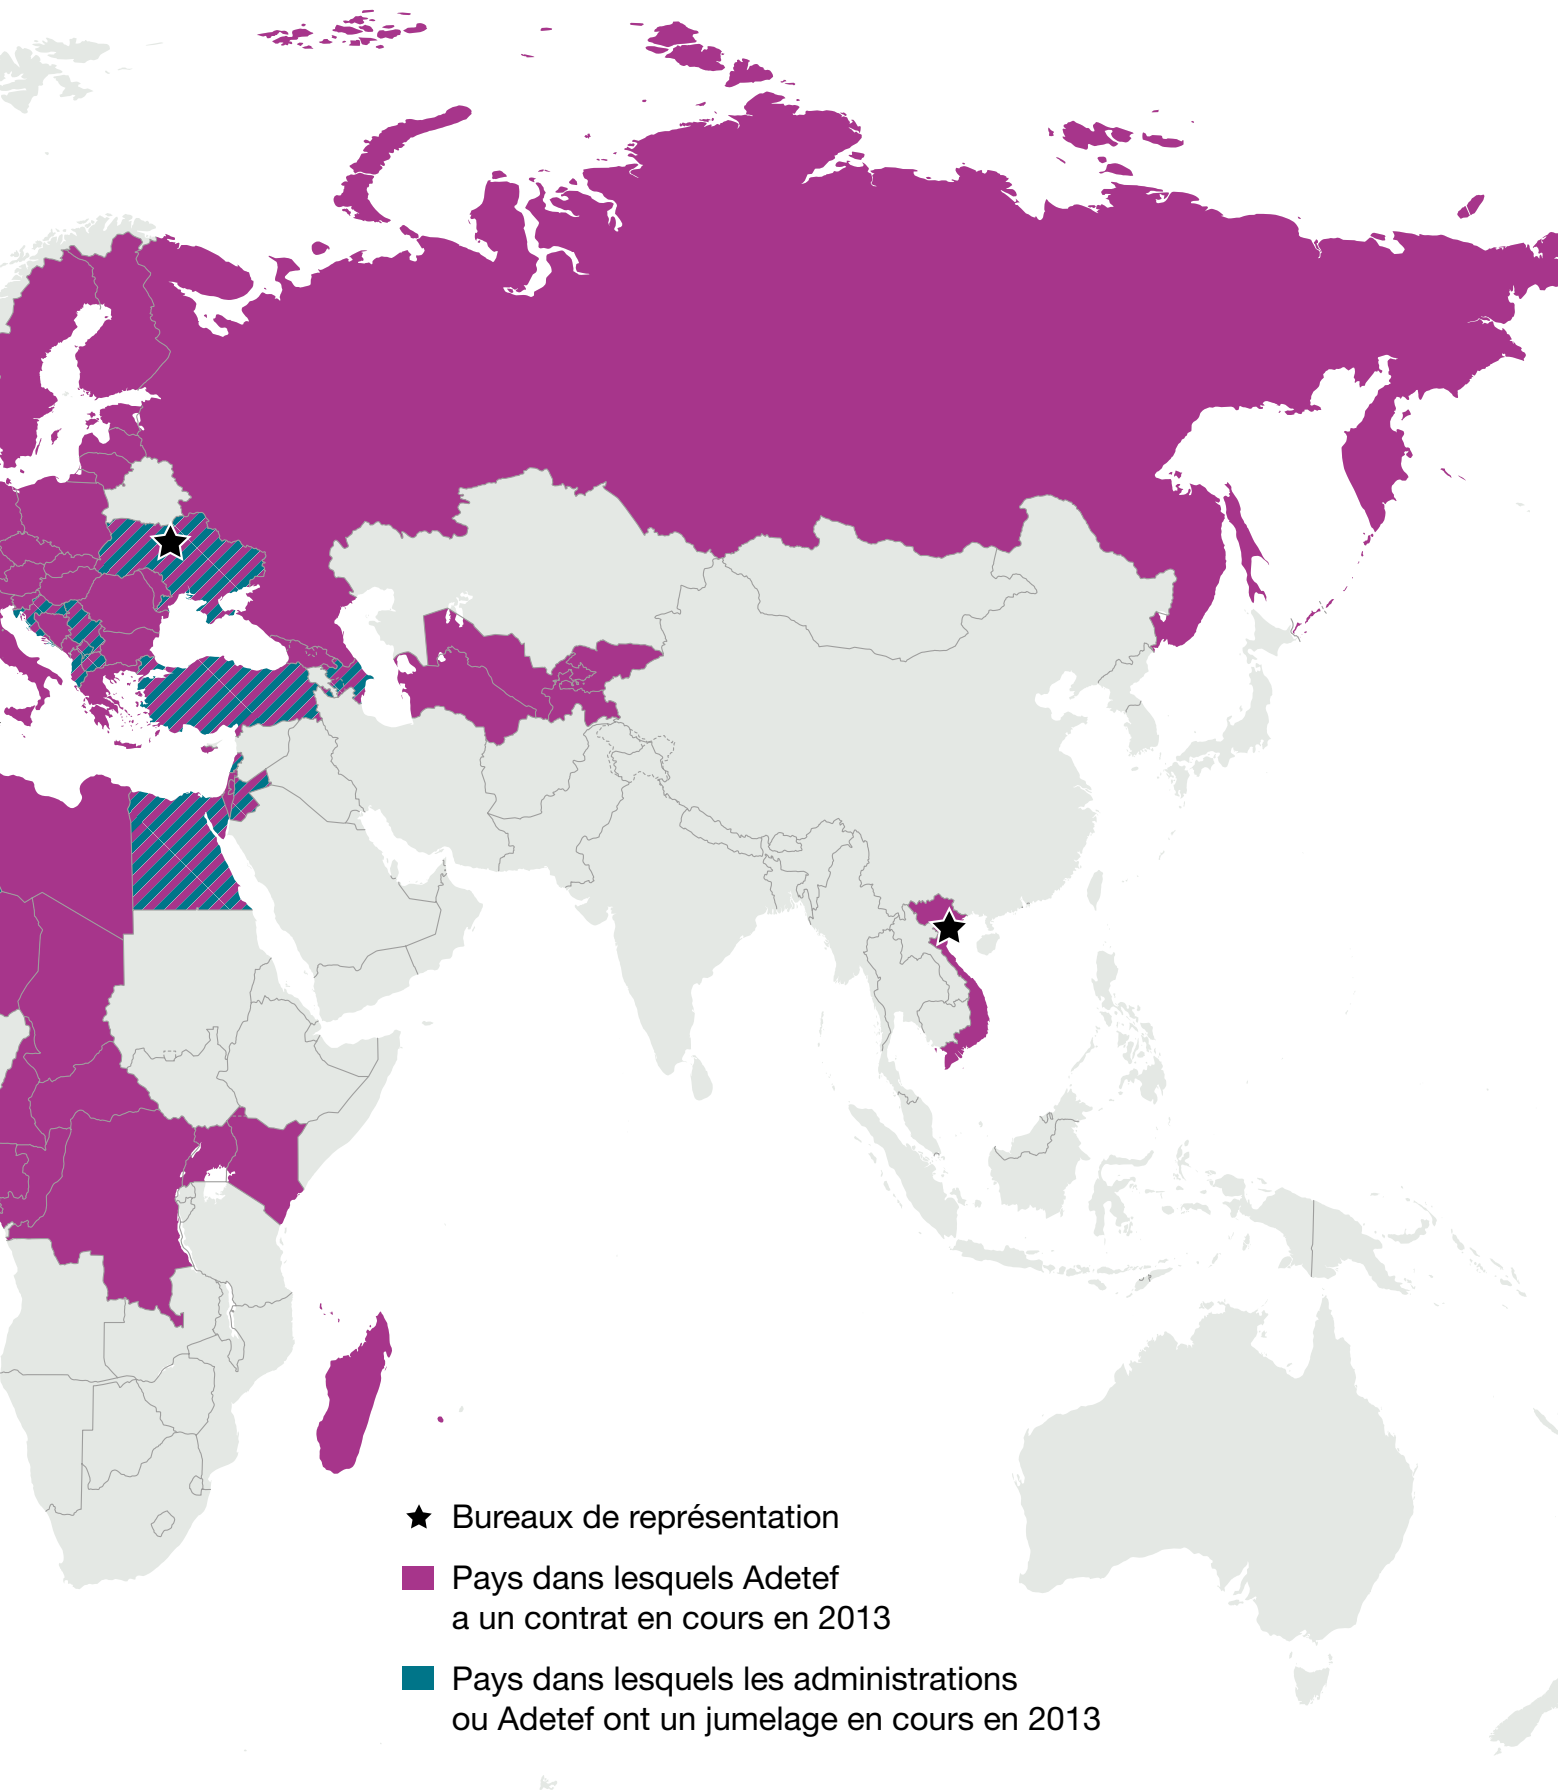 Bureaux de représentation
Pays dans lesquels Adetef
a un contrat en cours en 2013
Pays dans lesquels les administrations
ou Adetef ont un jumelage en cours en 2013